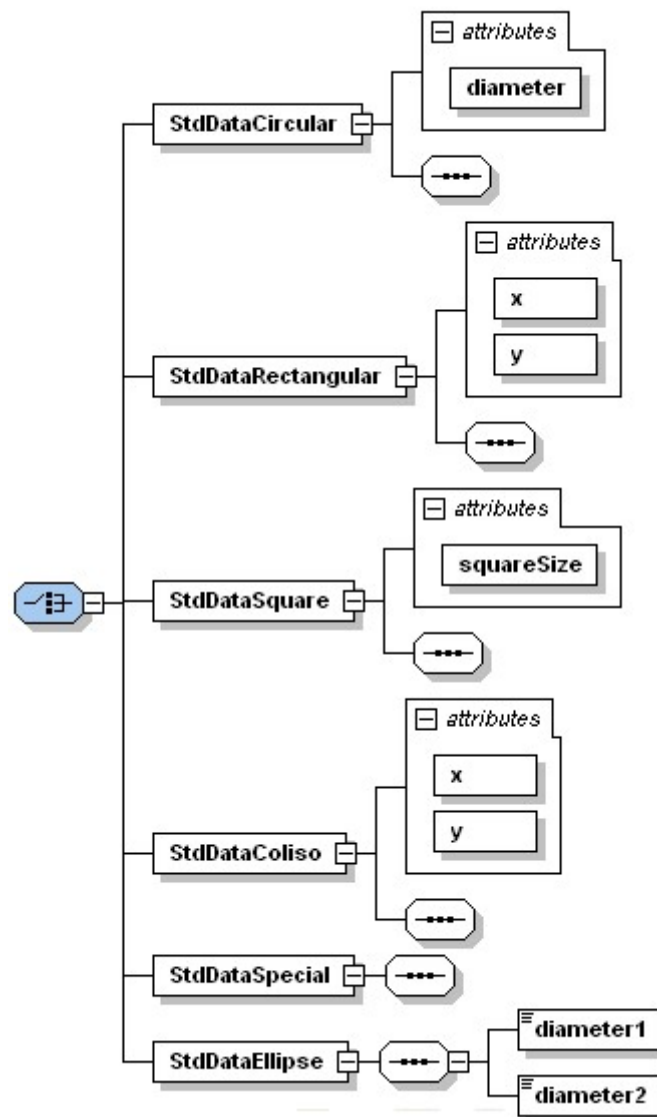 attributes
diameter
StdDataCircular
attributes
x
y
StdDataRectangular
attributes
squareSize
StdDataSquare
attributes
x
y
StdDataColiso
StdDataSpecial
diameter1
StdDataEllipse
diameter2